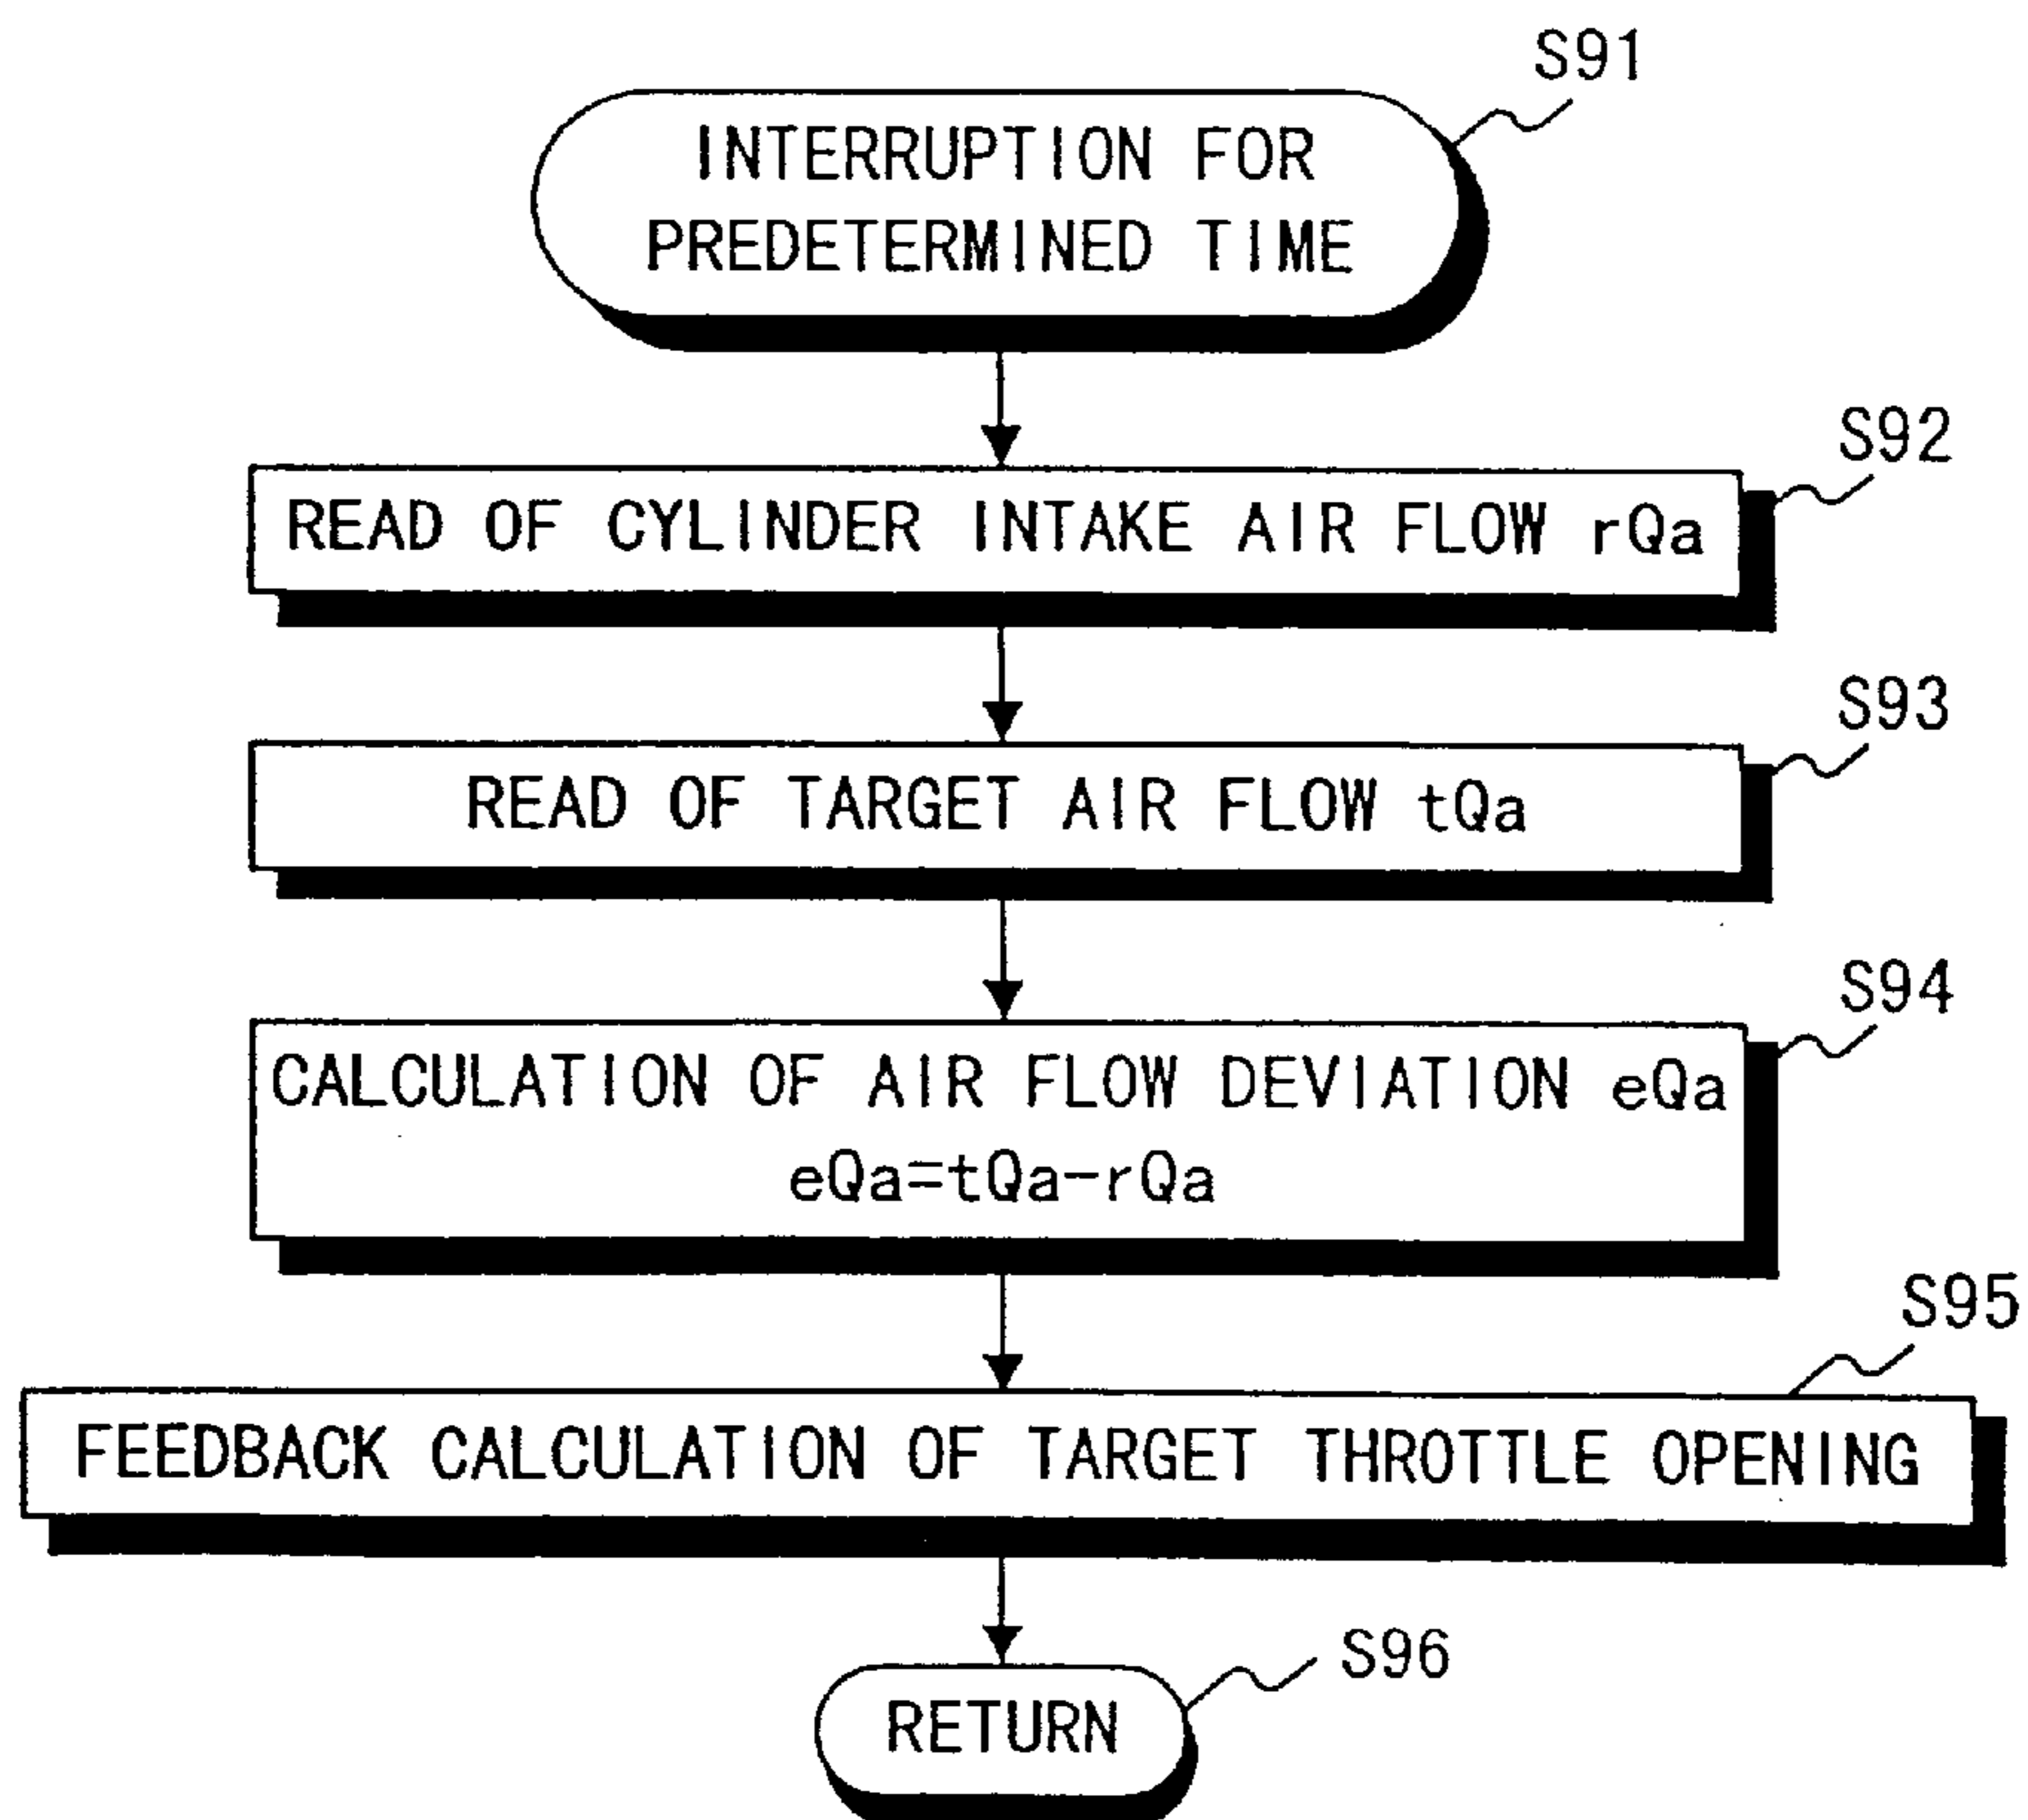 S91
INTERRUPTION FOR
PREDETERMINED TIME
S92
READ OF CYLINDER INTAKE AIR FLOW rQa
S93
READ OF TARGET AIR FLOW tQa
S94
CALCULATION OF AIR FLOW DEVIATION eQa
eQa=tQa-rQa
S95
FEEDBACK CALCULATION OF TARGET THROTTLE OPENING
S96
RETURN